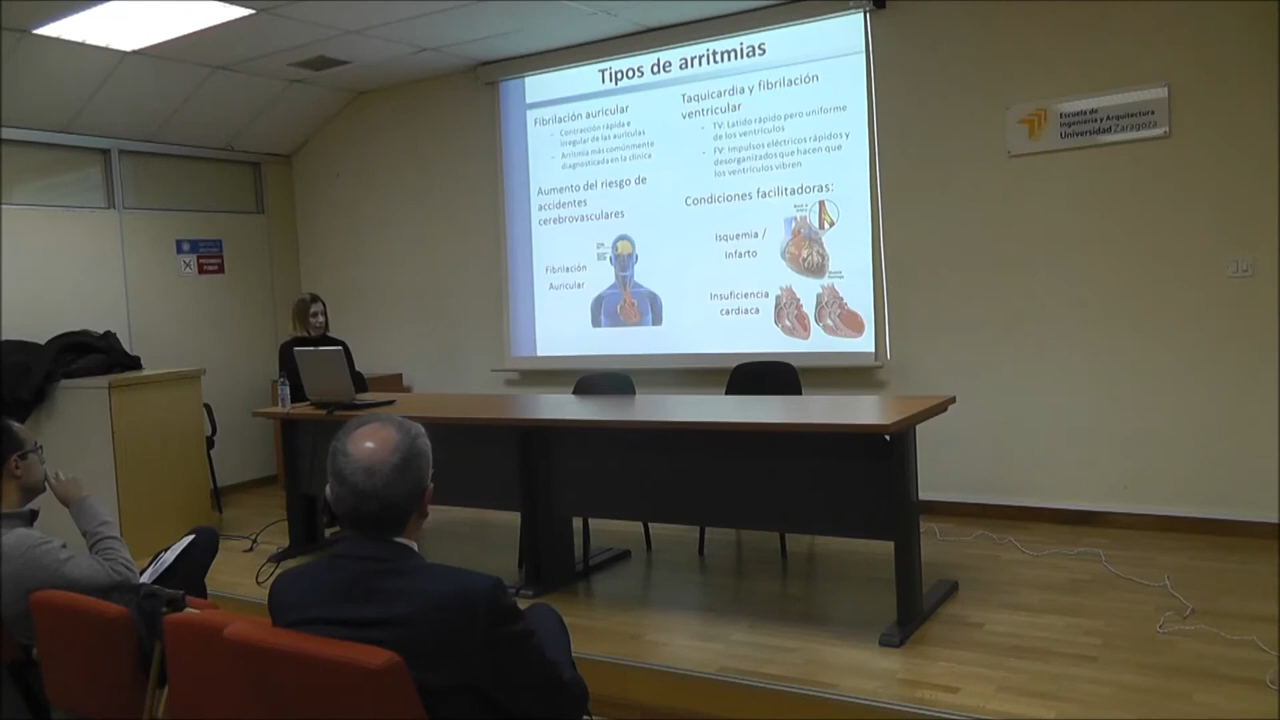 Tipos de arritmias
Fibrilación auricular
- Contracción rápida e
irregular de las aurículas
- Arritmia más comúnmente
diagnosticada en la clínica
Aumento del riesgo de
accidentes
cerebrovasculares
Fibrilación
Auricular
Taquicardia y fibrilación
ventricular
- TV: Latido rápido pero uniforme
de los ventrículos
- FV: Impulsos eléctricos rápidos y
desorganizados que hacen que
los ventrículos vibren
Condiciones facilitadoras:
Isquemia /
Infarto
Insuficiencia
cardiaca
Escuela de
Ingeniería y Arquitectura
Universidad Zaragoza